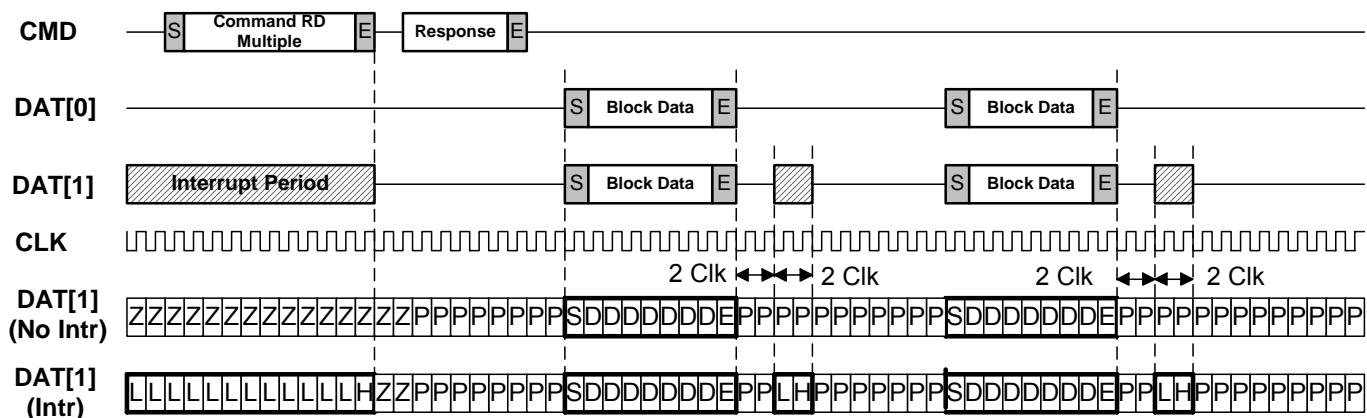 CMD
S Command RD Multiple E Response E
DAT[0]
S Block Data E S Block Data E
DAT[1]
Interrupt Period S Block Data E S Block Data E
CLK
2 Clk 2 Clk 2 Clk 2 Clk
DAT[1]
(No Intr)
ZZZZZZZZZZZZZZZPPPPPPPPSDDDDDDDEPPPPPPPPPPPSDDDDDDDEPPPPPPPPPPPPP
DAT[1]
(Intr)
LLLLLLLLLLLLHZZPPPPPPPPSDDDDDDDEPPLHPPPPPPPSDDDDDDDEPPLHPPPPPPPPP